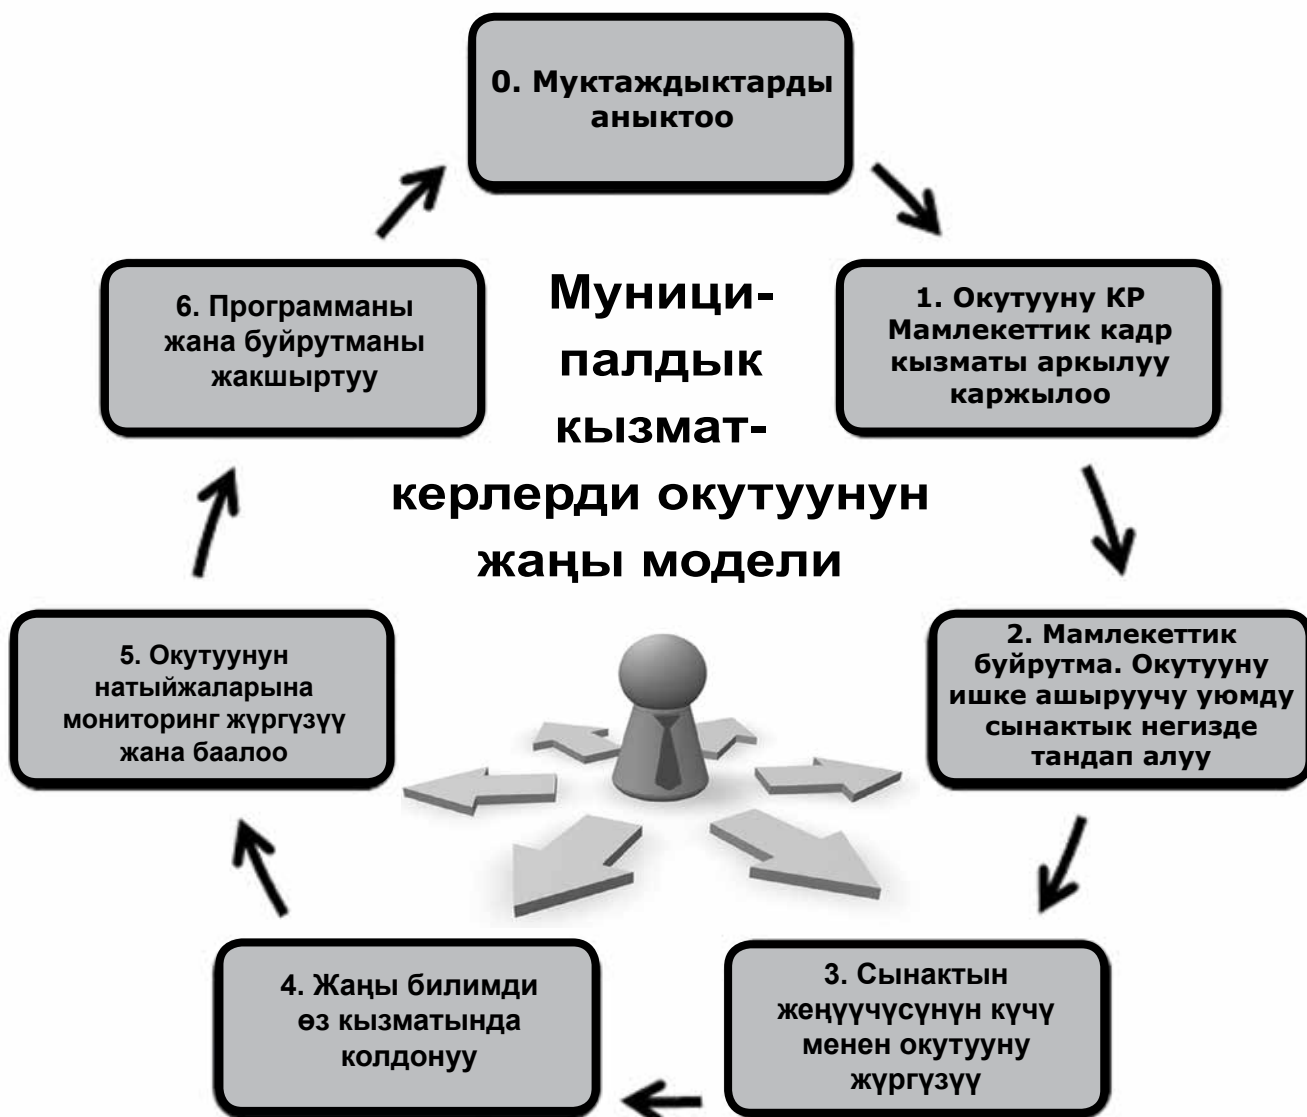 0. Муктаждыктарды
аныктоо
Муници-
палдык
кызмат-
керлерди окутуунун
жаңы модели
1. Окутууну КР
Мамлекеттик кадр
кызматы аркылуу
каржылоо
2. Мамлекеттик
буйрутма. Окутууну
ишке ашыруучу уюмду
сынактык негизде
тандап алуу
3. Сынактын
жеңүүчүсүнүн күчү
менен окутууну
жүргүзүү
4. Жаңы билимди
өз кызматында
колдонуу
5. Окутуунун
натыйжаларына
мониторинг жүргүзүү
жана баалоо
6. Программаны
жана буйрутманы
жакшыртуу